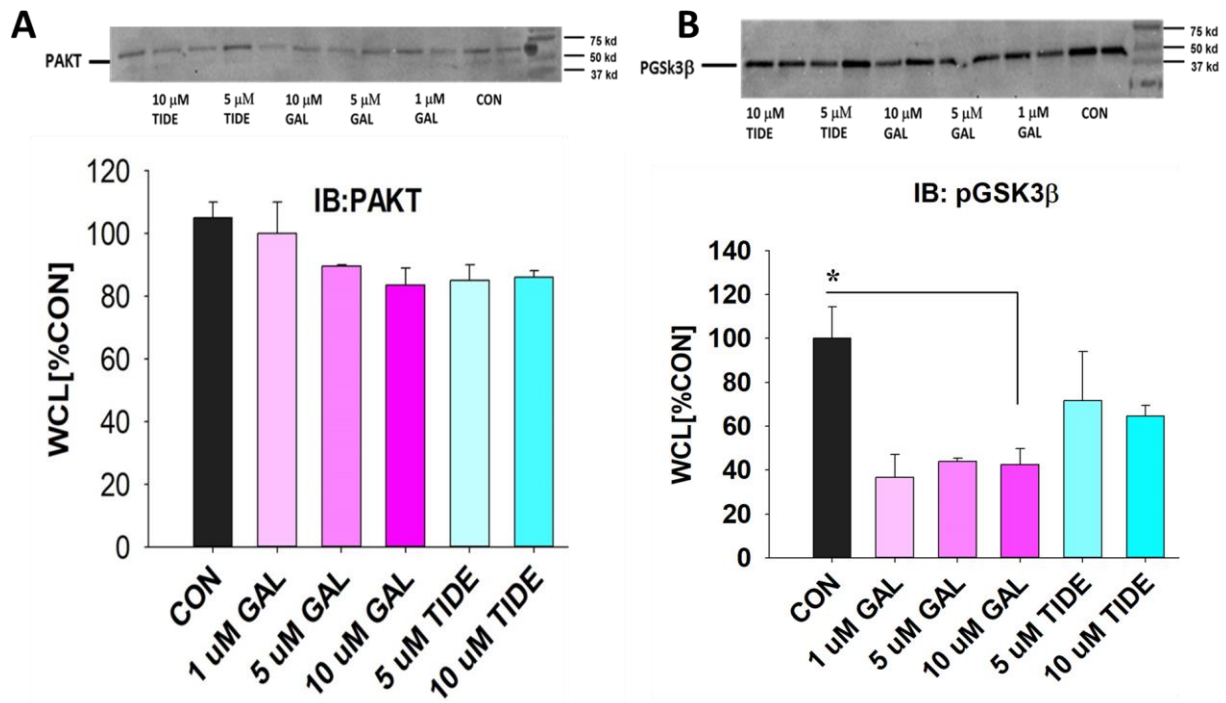 A
PAKT
75 kd
50 kd
37 kd
10 μM 5 μM 10 μM 5 μM 1 μM CON
TIDE TIDE GAL GAL GAL
IB:PAKT
WCL[%CON]
120
100
80
60
40
20
0
CON
1 uM GAL
5 uM GAL
10 uM GAL
5 uM TIDE
10 uM TIDE
B
PGSk3β
75 kd
50 kd
37 kd
10 μM 5 μM 10 μM 5 μM 1 μM CON
TIDE TIDE GAL GAL GAL
IB: pGSK3β
WCL[%CON]
140
120
100
80
60
40
20
0
*
CON
1 uM GAL
5 uM GAL
10 uM GAL
5 uM TIDE
10 uM TIDE